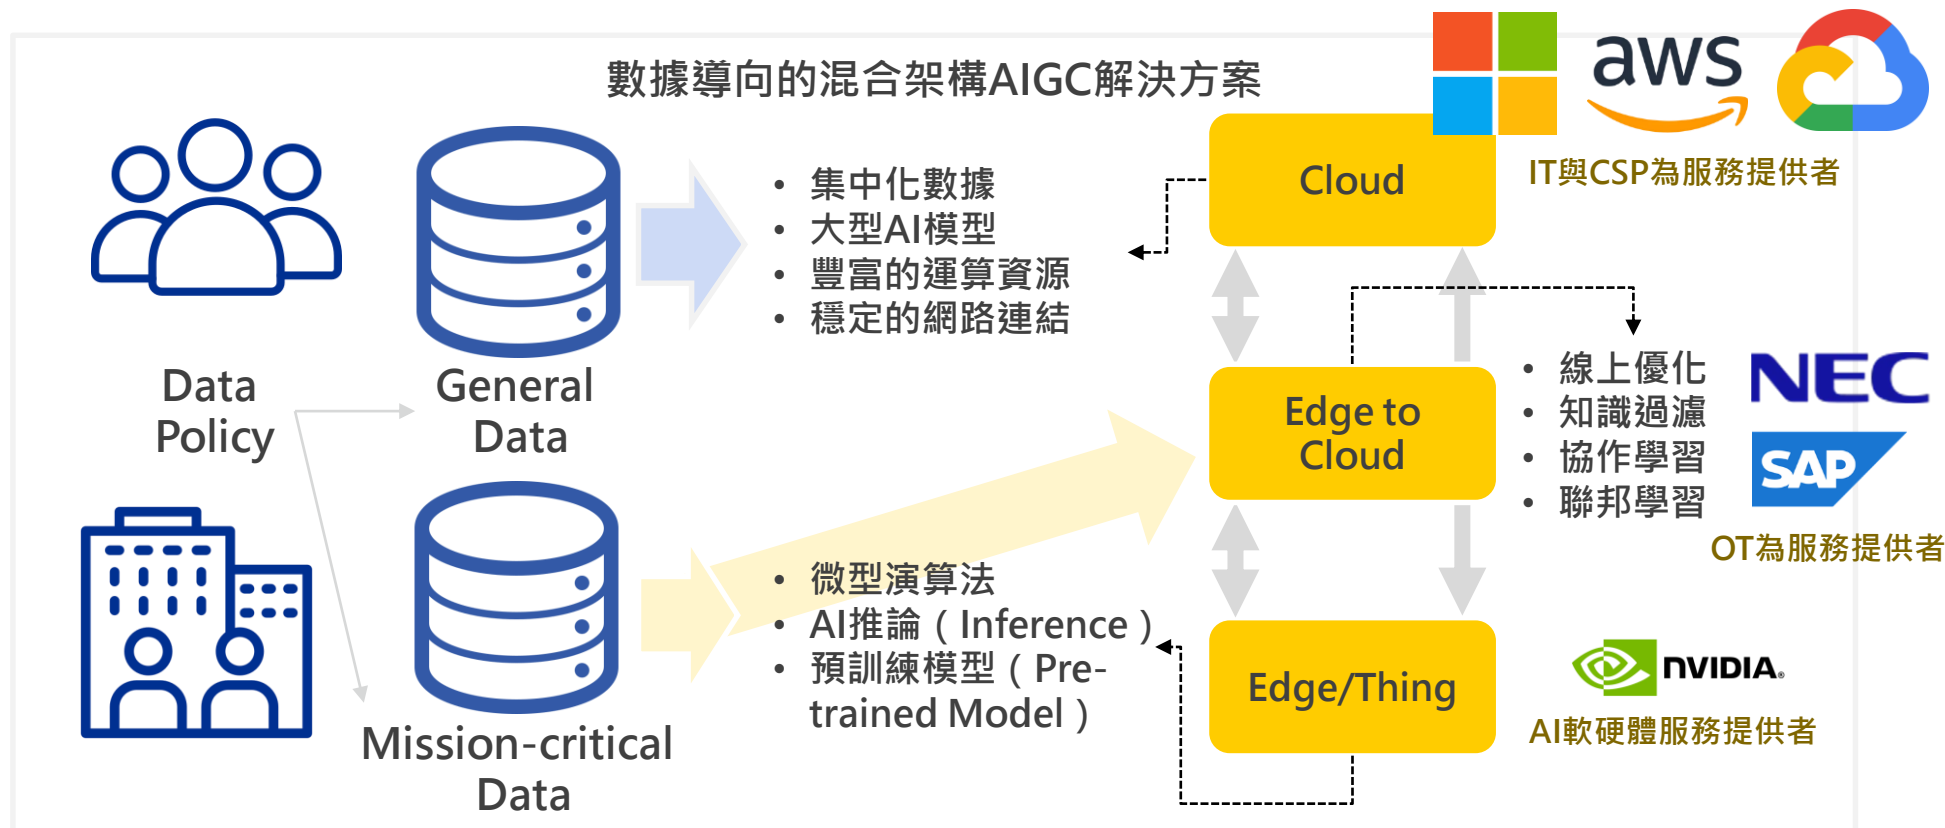 數據導向的混合架構AIGC解決方案
aws
IT與CSP為服務提供者
Data
Policy
General
Data
• 集中化數據
• 大型AI模型
• 豐富的運算資源
• 穩定的網路連結
Cloud
Edge to
Cloud
• 線上優化
• 知識過濾
• 協作學習
• 聯邦學習
NEC
SAP
OT為服務提供者
Mission-critical
Data
• 微型演算法
• AI推論（Inference）
• 預訓練模型（Pre-
trained Model）
Edge/Thing
NVIDIA.
AI軟硬體服務提供者